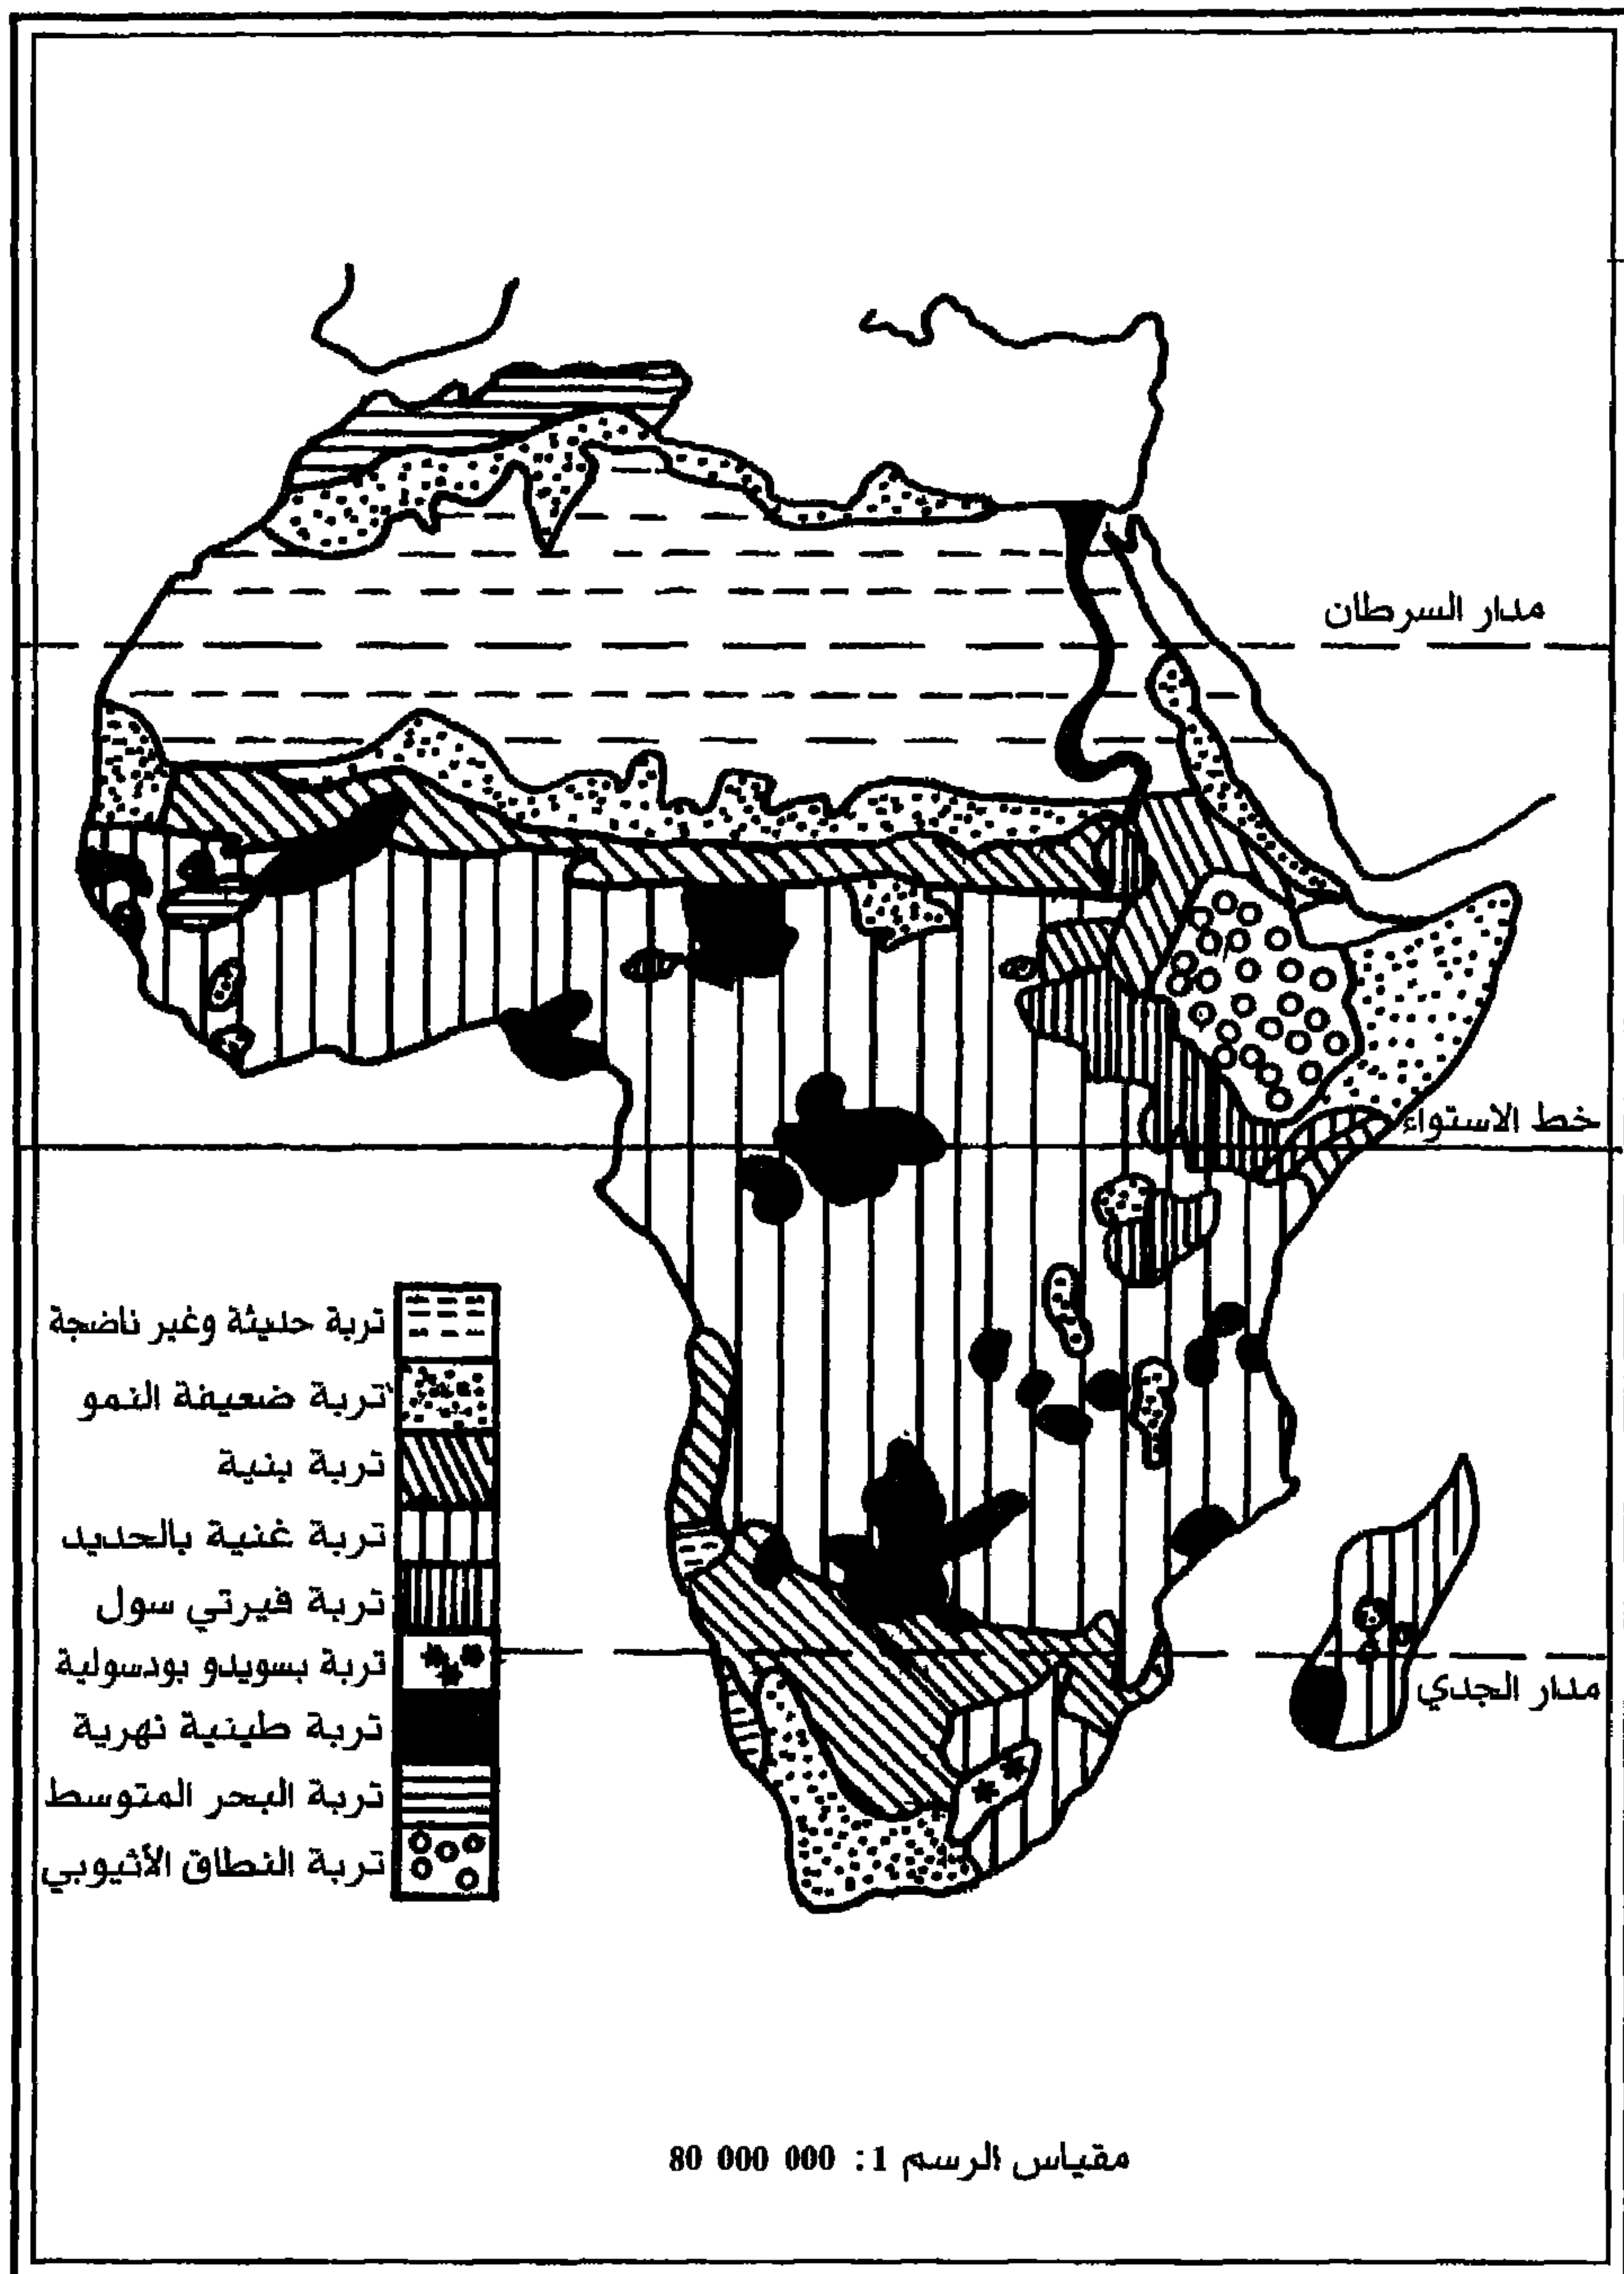 مدار السرطان
خط الاستواء
مدار الجدي
تربة حديثة وغير ناضجة
تربة ضعيفة النمو
تربة بنية
تربة غنية بالحديد
تربة فيرتي سول
تربة بسويدو بودسولية
تربة طينية نهرية
تربة البحر المتوسط
تربة النطاق الأثيوبي
مقياس الرسم 1: 000 000 80